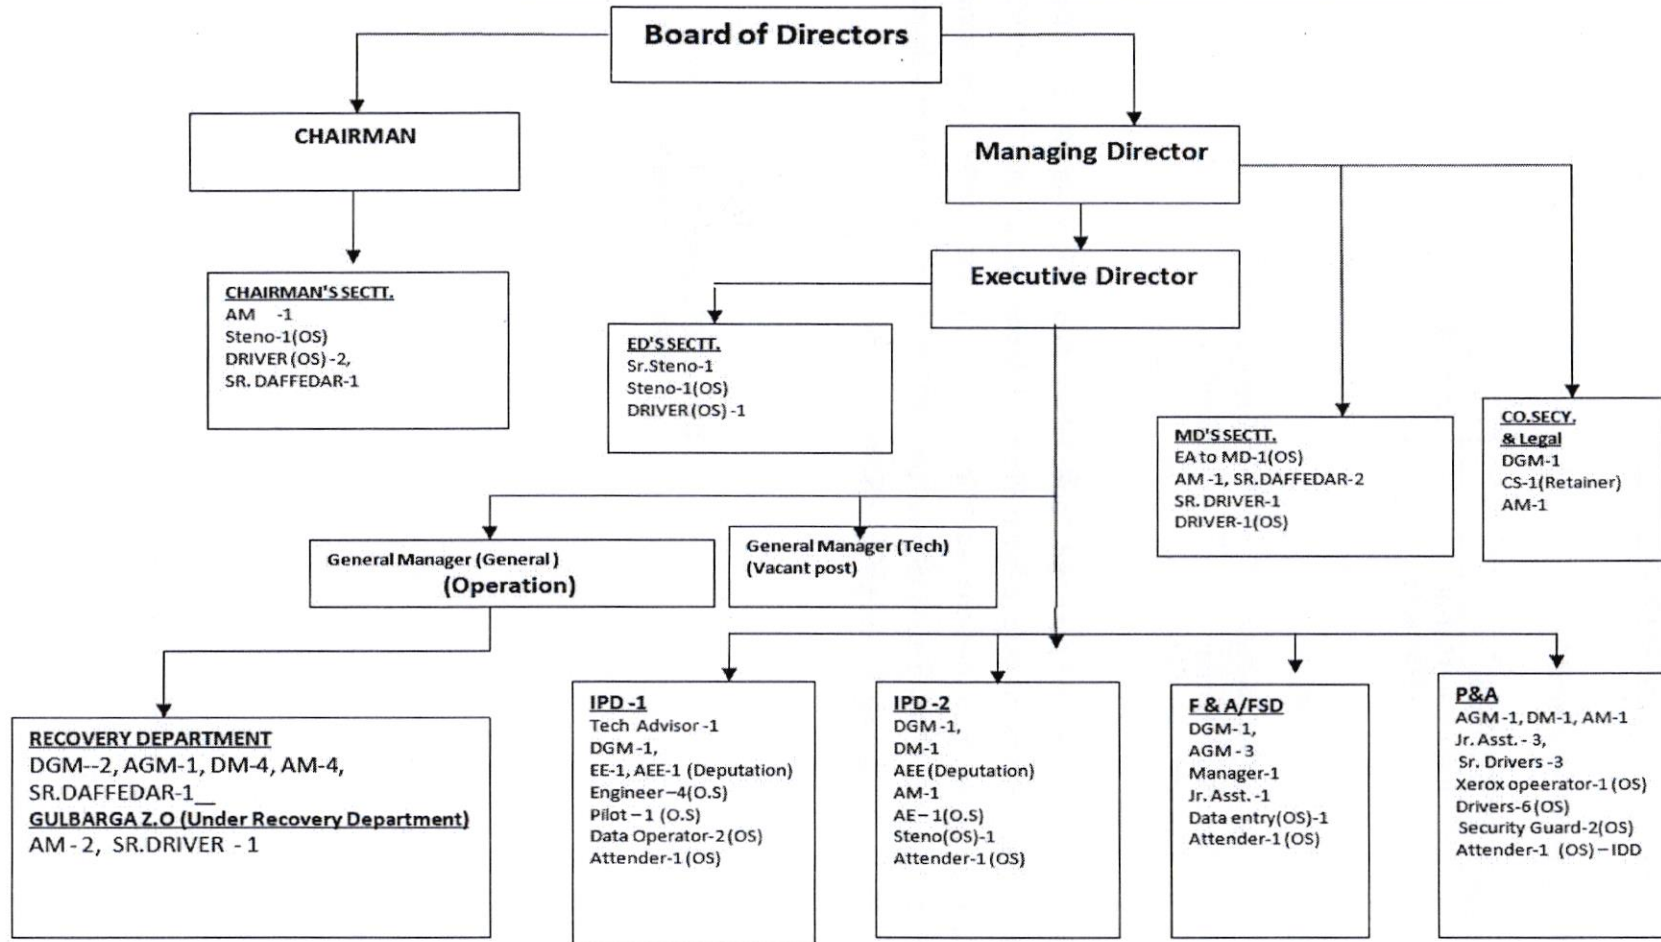 Board of Directors
CHAIRMAN
Managing Director
Executive Director
CHAIRMAN'S SECTT.
AM -1
Steno-1(OS)
DRIVER (OS) -2,
SR. DAFFEDAR-1
ED'S SECTT.
Sr.Steno-1
Steno-1(OS)
DRIVER (OS) -1
MD'S SECTT.
EA to MD-1(OS)
AM -1, SR.DAFFEDAR-2
SR. DRIVER-1
DRIVER-1(OS)
CO.SECY.
& Legal
DGM-1
CS-1(Retainer)
AM-1
General Manager (General )
(Operation)
General Manager (Tech)
(Vacant post)
RECOVERY DEPARTMENT
DGM--2, AGM-1, DM-4, AM-4,
SR.DAFFEDAR-1__
GULBARGA Z.O (Under Recovery Department)
AM - 2, SR.DRIVER - 1
IPD -1
Tech Advisor -1
DGM -1,
EE-1, AEE-1 (Deputation)
Engineer –4(O.S)
Pilot – 1 (O.S)
Data Operator-2 (OS)
Attender-1 (OS)
IPD -2
DGM -1,
DM-1
AEE (Deputation)
AM-1
AE – 1(O.S)
Steno(OS)-1
Attender-1 (OS)
F & A/FSD
DGM- 1,
AGM - 3
Manager-1
Jr. Asst. -1
Data entry(OS)-1
Attender-1 (OS)
P&A
AGM -1, DM-1, AM-1
Jr. Asst. - 3,
Sr. Drivers -3
Xerox opeerator-1 (OS)
Drivers-6 (OS)
Security Guard-2(OS)
Attender-1 (OS) – IDD